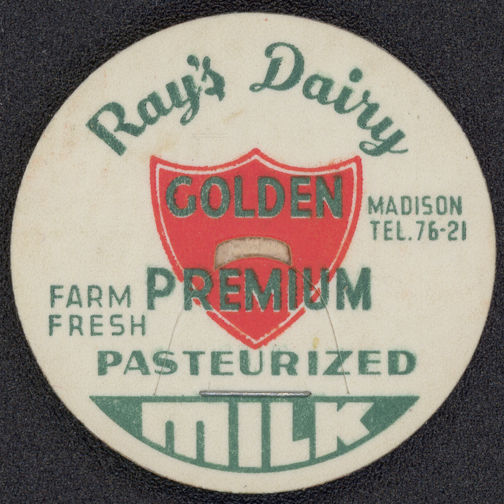 Ray's Dairy
GOLDEN
MADISON
TEL.76-21
FARM
FRESH
PREMIUM
PASTEURIZED
MILK